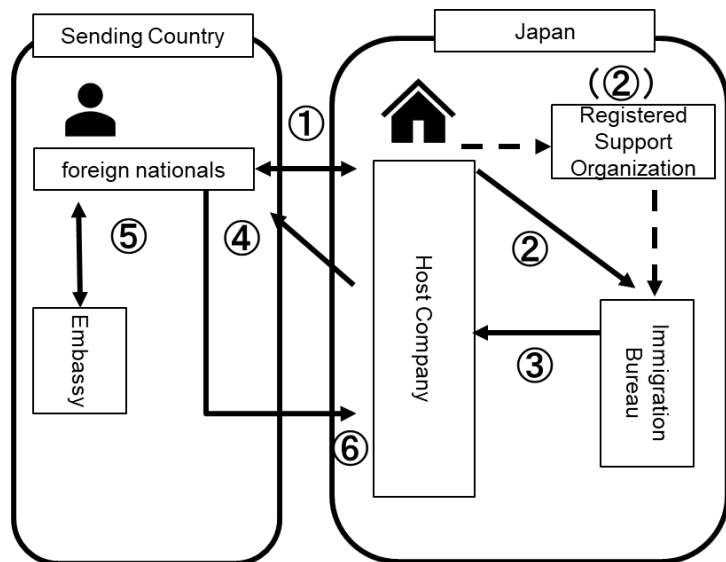 Sending Country
Japan
(②)
①
Registered
Support
Organization
foreign nationals
⑤
④
②
Embassy
Host Company
③
Immigration
Bureau
⑥